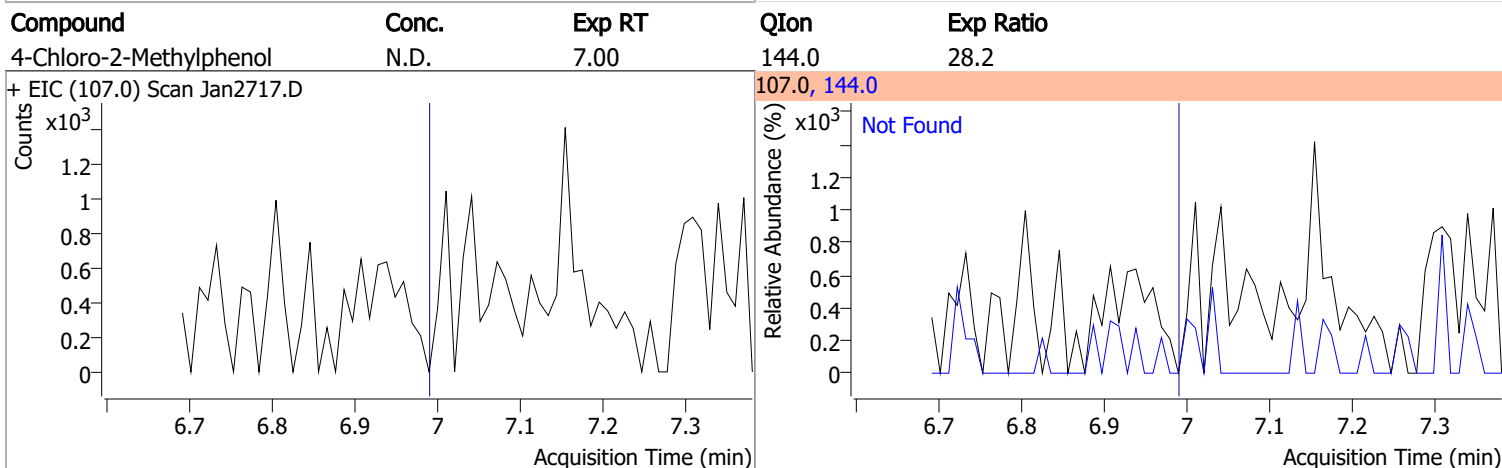 Compound Conc. Exp RT QIon Exp Ratio
4-Chloro-2-Methylphenol N.D. 7.00 144.0 28.2
+ EIC (107.0) Scan Jan2717.D
Counts
x10³
1.2
1
0.8
0.6
0.4
0.2
0
6.7 6.8 6.9 7 7.1 7.2 7.3
Acquisition Time (min)
107.0, 144.0
Relative Abundance (%)
x10³
Not Found
1.2
1
0.8
0.6
0.4
0.2
0
6.7 6.8 6.9 7 7.1 7.2 7.3
Acquisition Time (min)